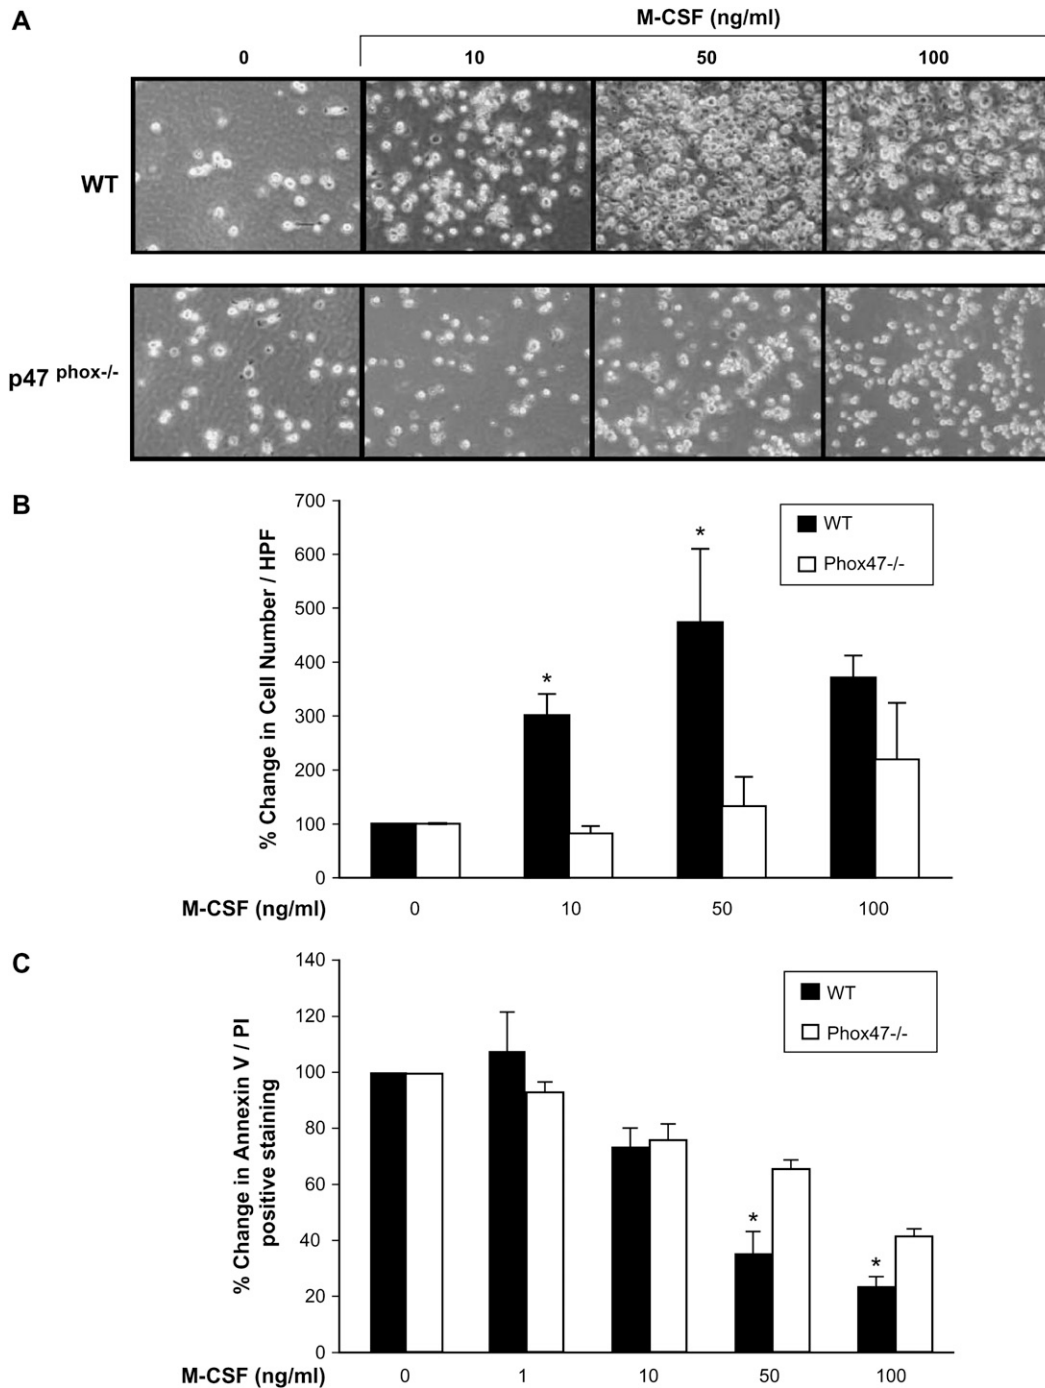 A
M-CSF (ng/ml)
0 10 50 100
WT
p47 phox-/-
B
% Change in Cell Number / HPF
700
600
500
400
300
200
100
0
WT
Phox47-/-
*
*
M-CSF (ng/ml) 0 10 50 100
C
% Change in Annexin V / PI
positive staining
140
120
100
80
60
40
20
0
WT
Phox47-/-
*
*
M-CSF (ng/ml) 0 1 10 50 100